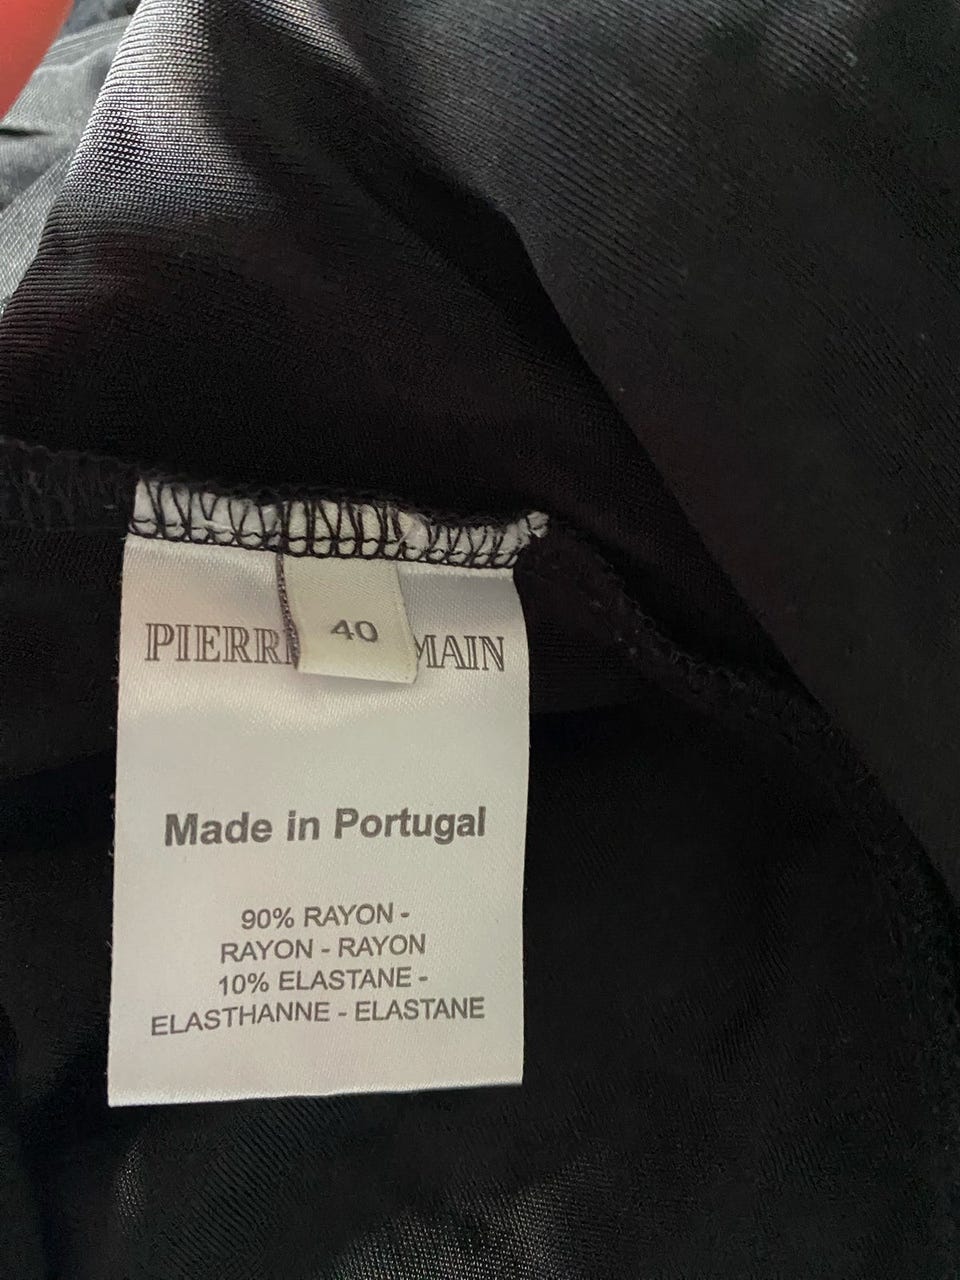 40
PIERR MAIN
Made in Portugal
90% RAYON -
RAYON - RAYON
10% ELASTANE -
ELASTHANNE - ELASTANE